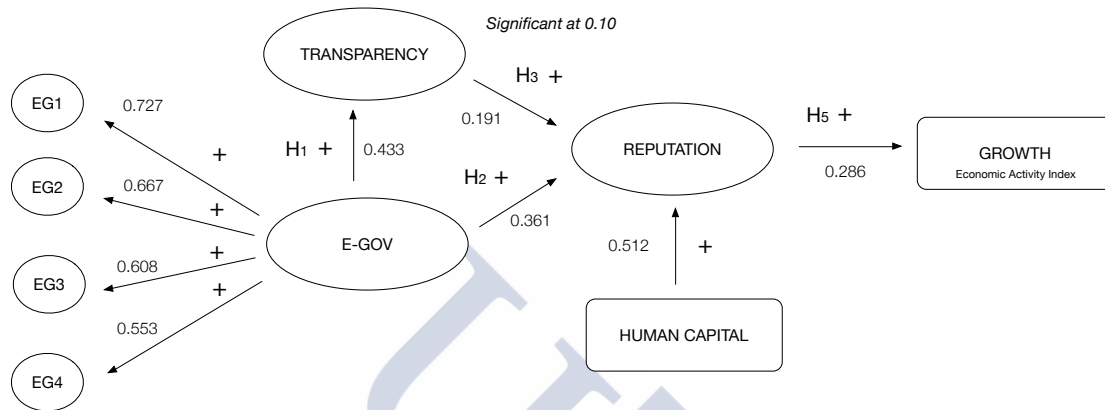 Significant at 0.10
TRANSPARENCY
H3 +
0.191
EG1
0.727
+
H1 +
0.433
REPUTATION
H5 +
0.286
GROWTH
Economic Activity Index
EG2
0.667
+
H2 +
0.361
E-GOV
EG3
0.608
+
+
0.512
+
EG4
0.553
HUMAN CAPITAL